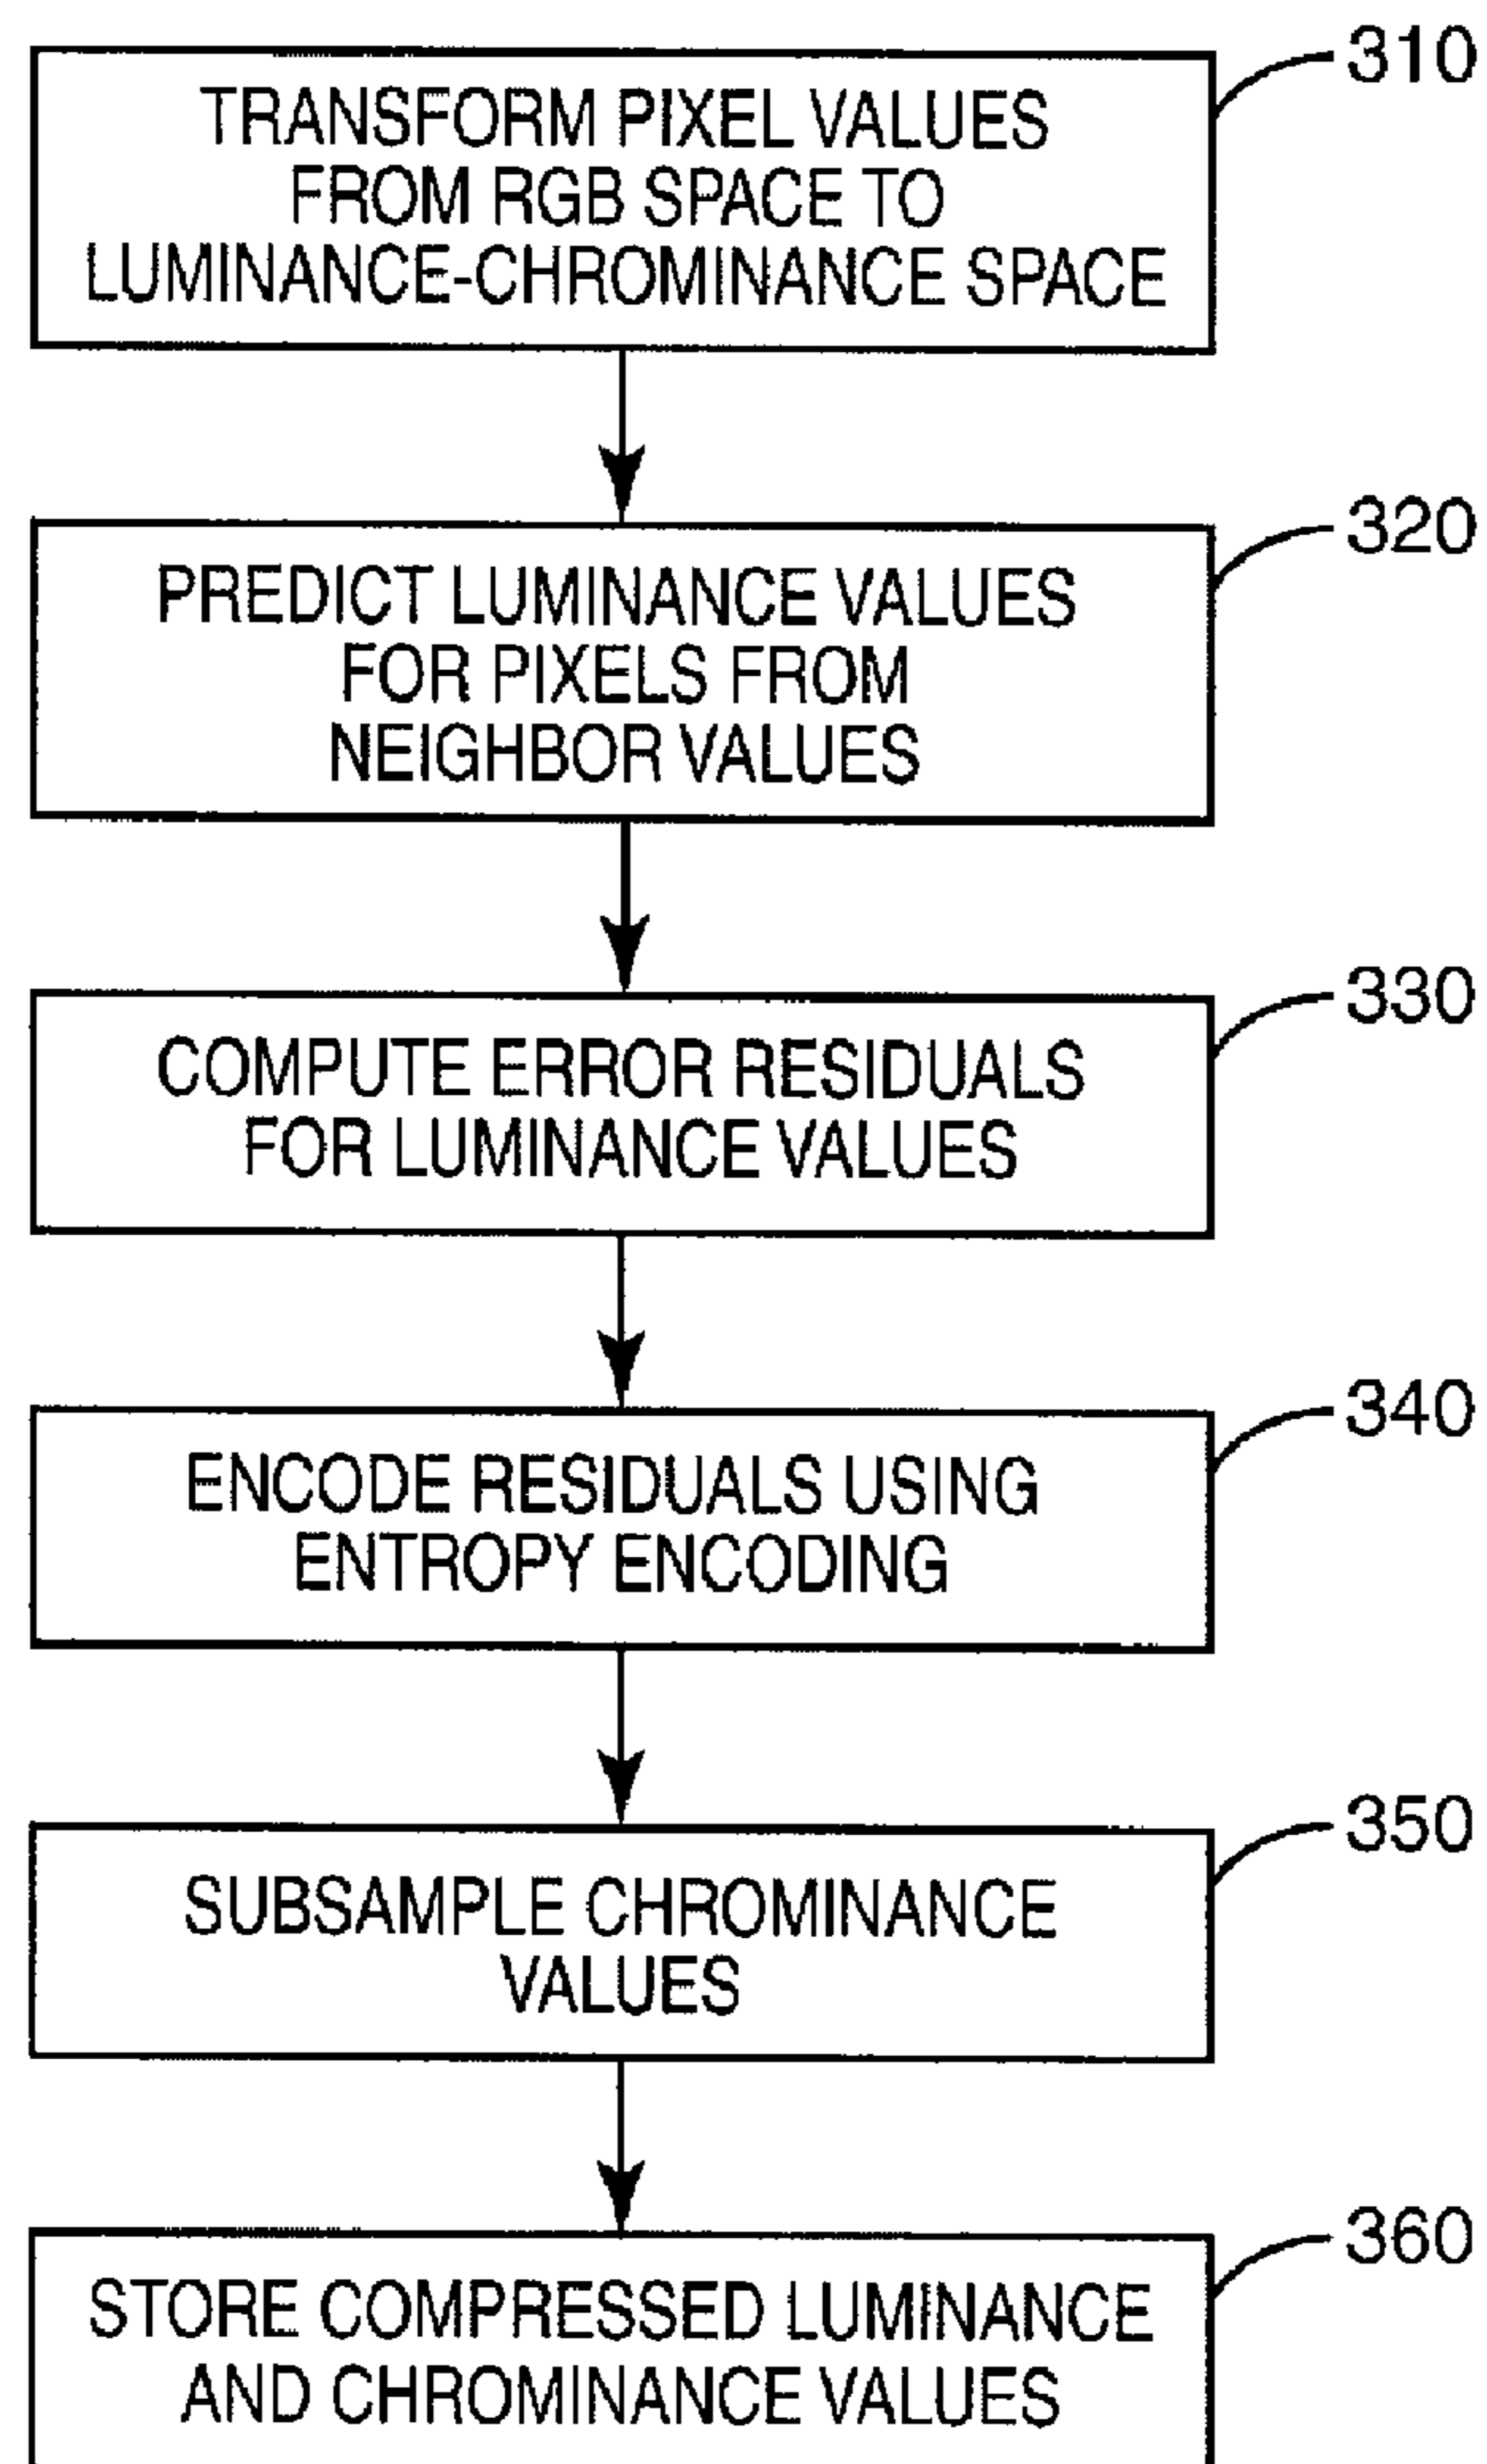 310
TRANSFORM PIXEL VALUES
FROM RGB SPACE TO
LUMINANCE-CHROMINANCE SPACE
320
PREDICT LUMINANCE VALUES
FOR PIXELS FROM
NEIGHBOR VALUES
330
COMPUTE ERROR RESIDUALS
FOR LUMINANCE VALUES
340
ENCODE RESIDUALS USING
ENTROPY ENCODING
350
SUBSAMPLE CHROMINANCE
VALUES
360
STORE COMPRESSED LUMINANCE
AND CHROMINANCE VALUES